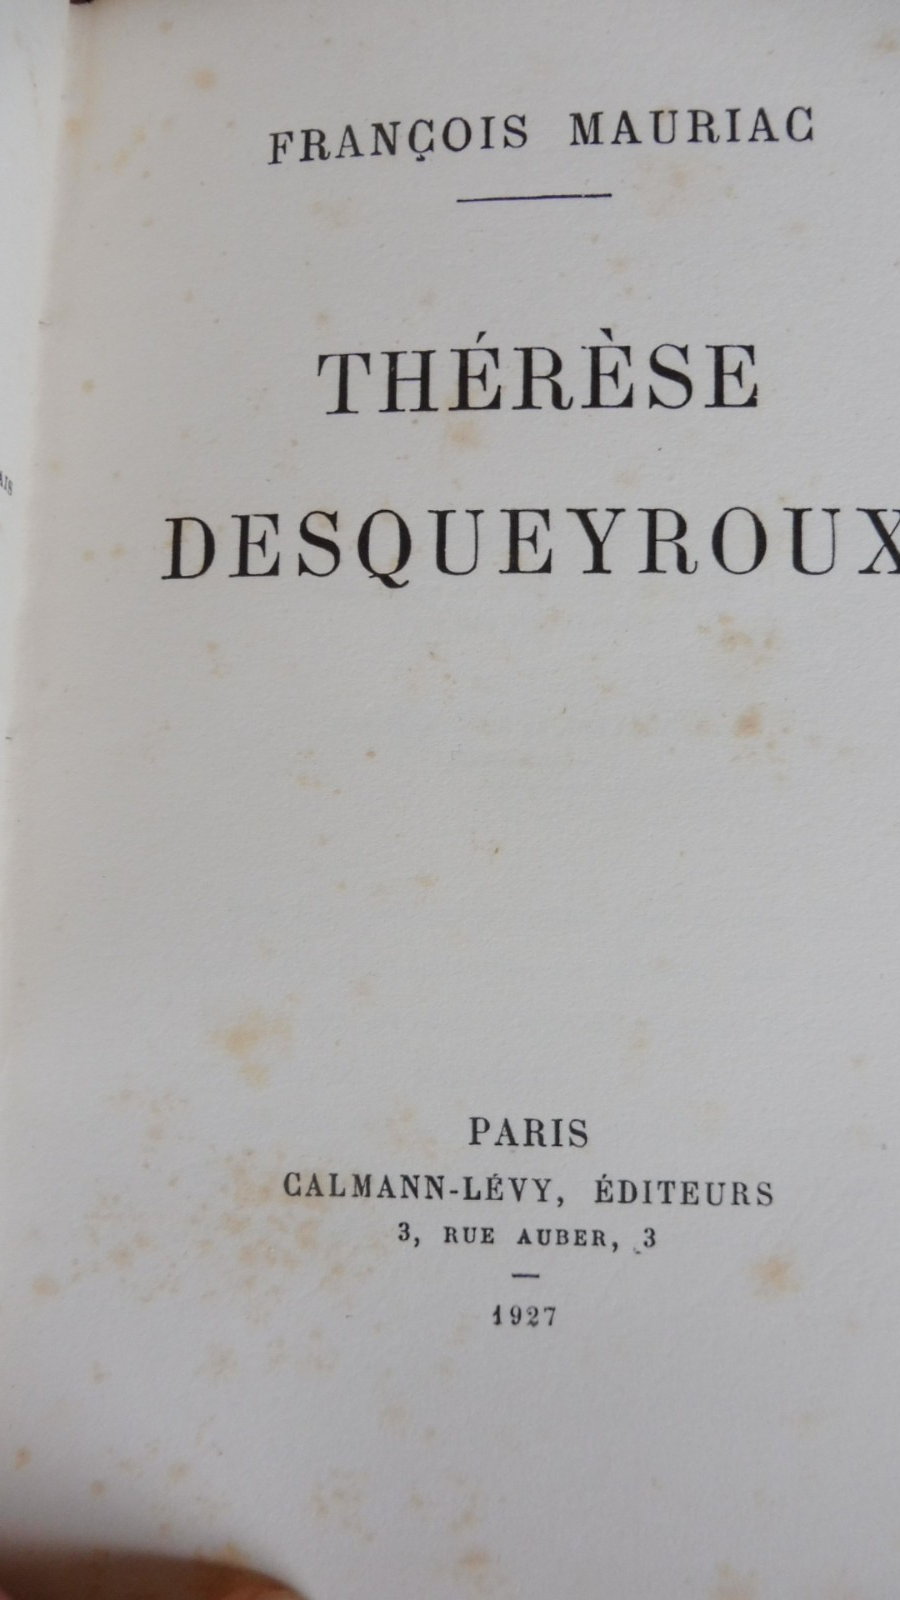 FRANÇOIS MAURIAC
THÉRÈSE
DESQUEYROUX
PARIS
CALMANN-LÉVY, ÉDITEURS
3, RUE AUBER, 3
1927